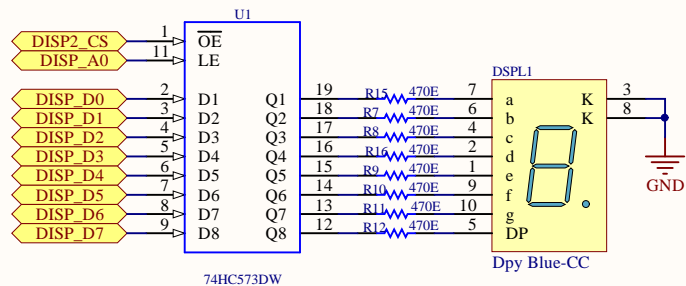 U1
DISP2_CS 1 OE
DISP_A0 11 LE
DSPL1
DISP_D0 2 D1 Q1 19 R15 470E 7 a K 3
DISP_D1 3 D2 Q2 18 R7 470E 6 b K 8
DISP_D2 4 D3 Q3 17 R8 470E 4 c
DISP_D3 5 D4 Q4 16 R16 470E 2 d
DISP_D4 6 D5 Q5 15 R9 470E 1 e
DISP_D5 7 D6 Q6 14 R10 470E 9 f
DISP_D6 8 D7 Q7 13 R11 470E 10 g
DISP_D7 9 D8 Q8 12 R12 470E 5 DP
GND
Dpy Blue-CC
74HC573DW